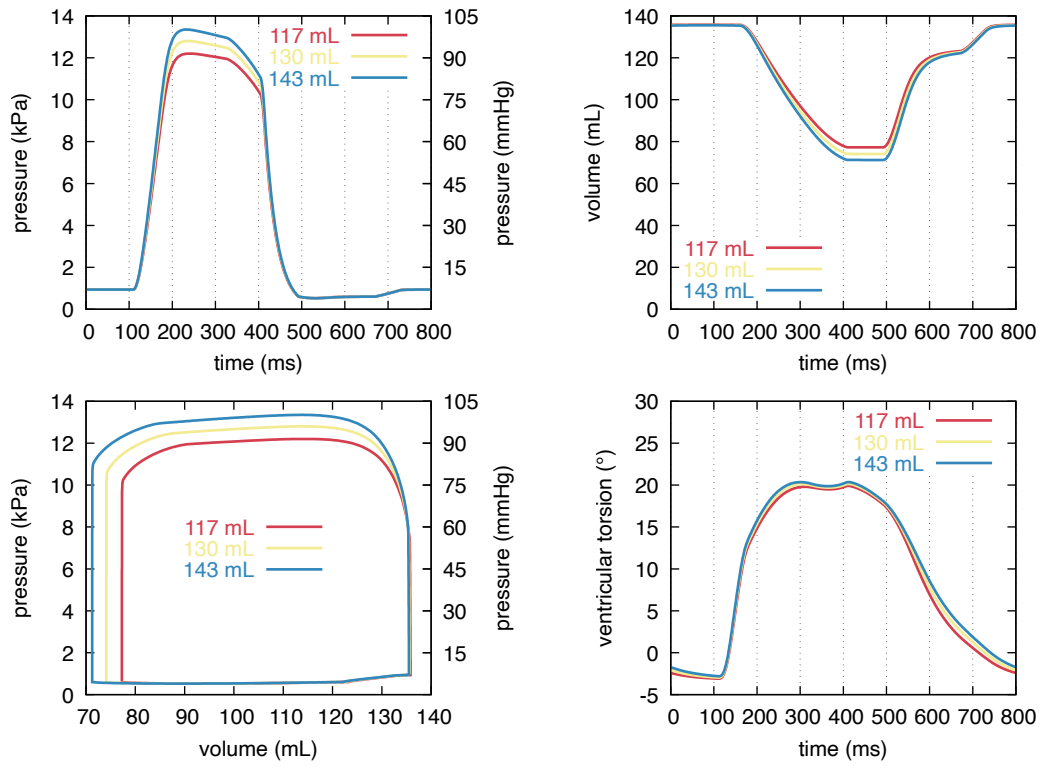 14
12
10
8
6
4
2
0
pressure (kPa)
105
90
75
60
45
30
15
pressure (mmHg)
117 mL
130 mL
143 mL
0 100 200 300 400 500 600 700 800
time (ms)
140
120
100
80
60
40
20
0
volume (mL)
117 mL
130 mL
143 mL
0 100 200 300 400 500 600 700 800
time (ms)
14
12
10
8
6
4
2
0
pressure (kPa)
105
90
75
60
45
30
15
pressure (mmHg)
117 mL
130 mL
143 mL
70 80 90 100 110 120 130 140
volume (mL)
30
25
20
15
10
5
0
-5
ventricular torsion (°)
117 mL
130 mL
143 mL
0 100 200 300 400 500 600 700 800
time (ms)